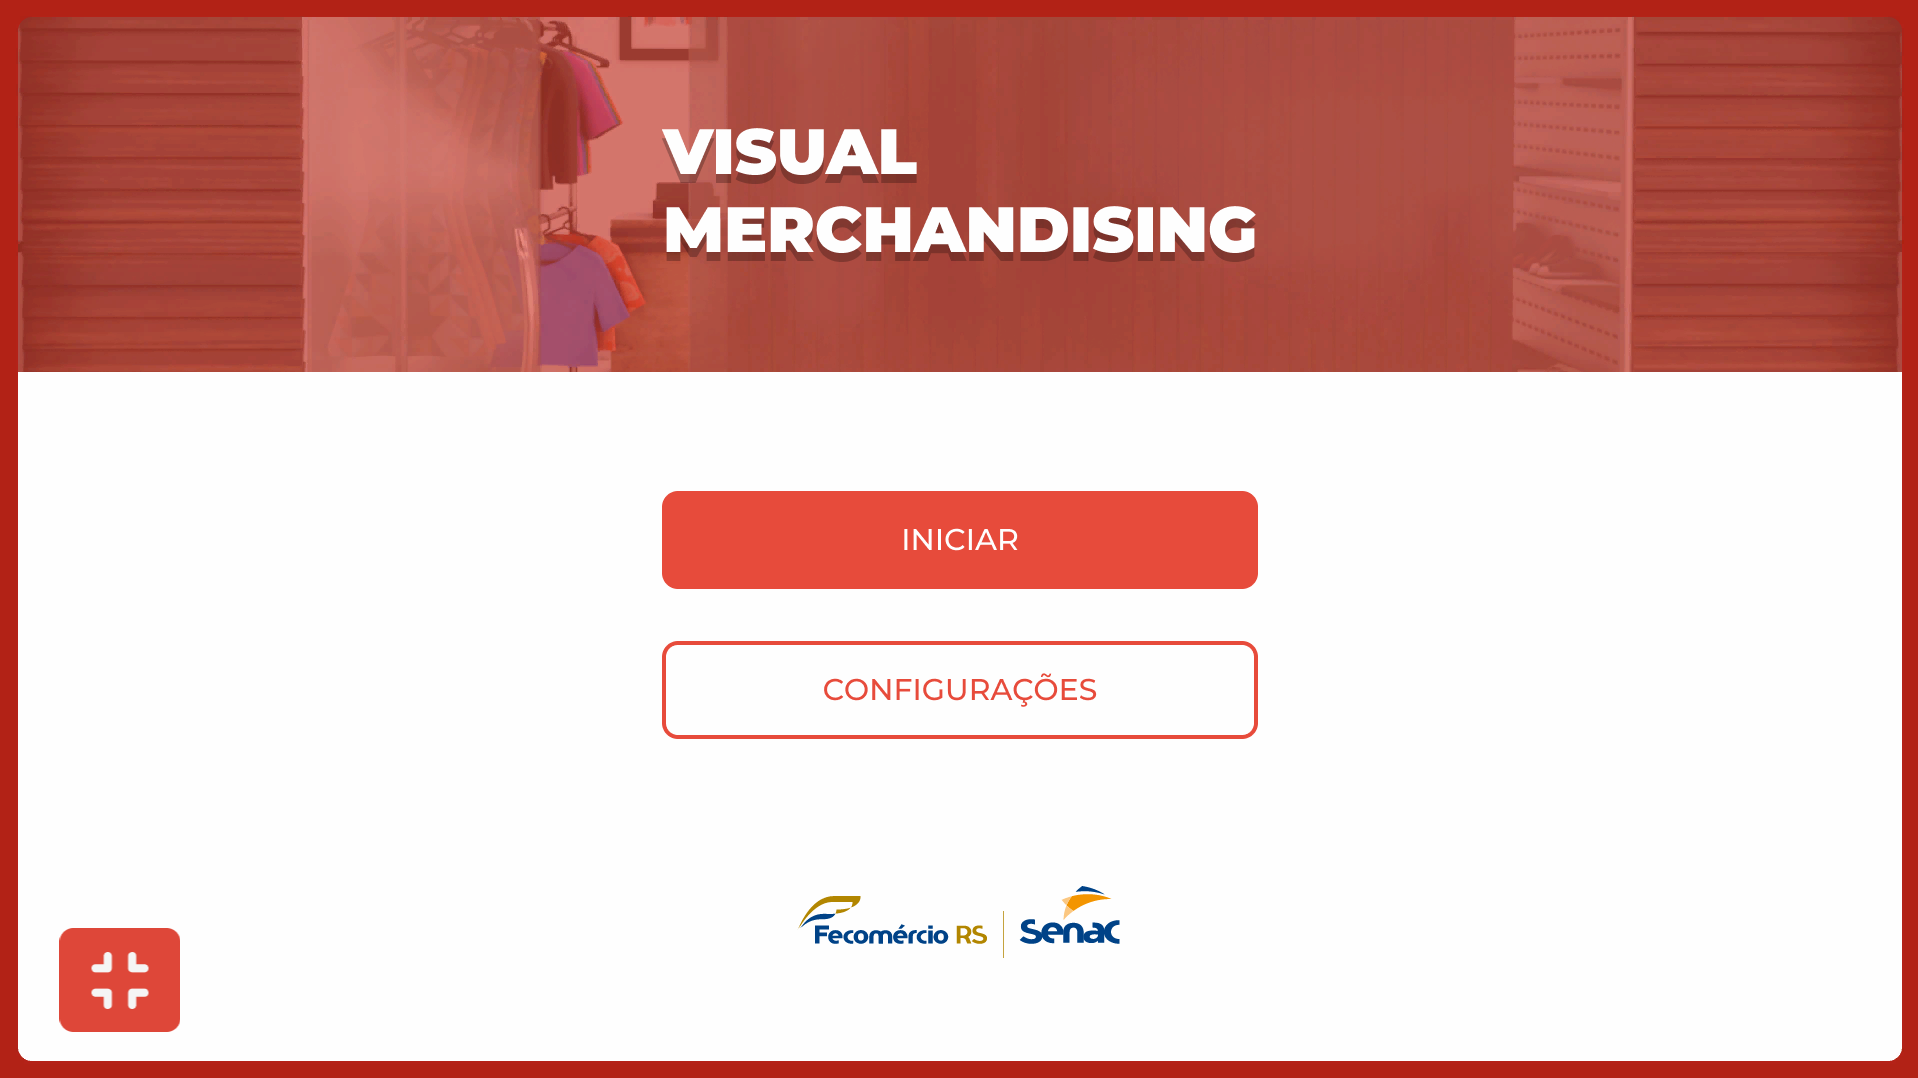 VISUAL
MERCHANDISING
INICIAR
CONFIGURAÇÕES
Fecomércio RS
Senac